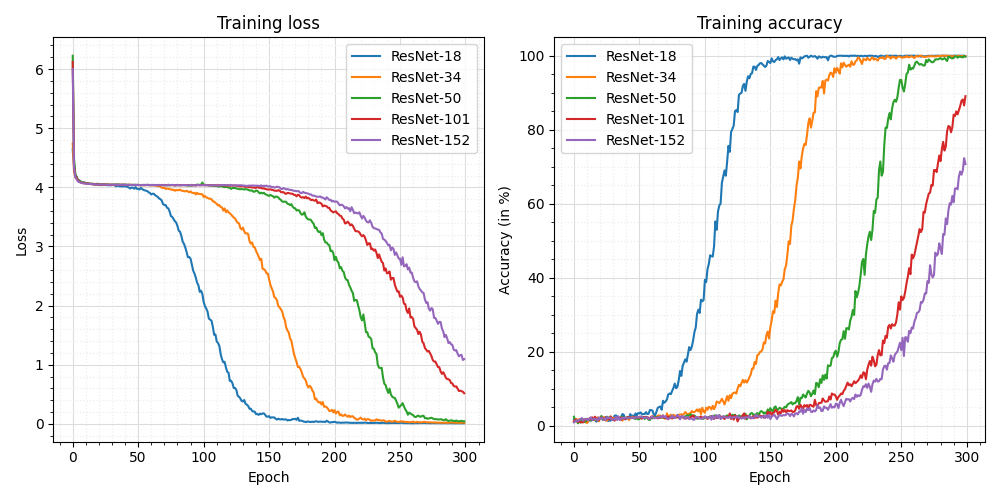 Training loss
Loss
6
5
4
3
2
1
0
ResNet-18
ResNet-34
ResNet-50
ResNet-101
ResNet-152
0 50 100 150 200 250 300
Epoch
Training accuracy
Accuracy (in %)
100
80
60
40
20
0
ResNet-18
ResNet-34
ResNet-50
ResNet-101
ResNet-152
0 50 100 150 200 250 300
Epoch